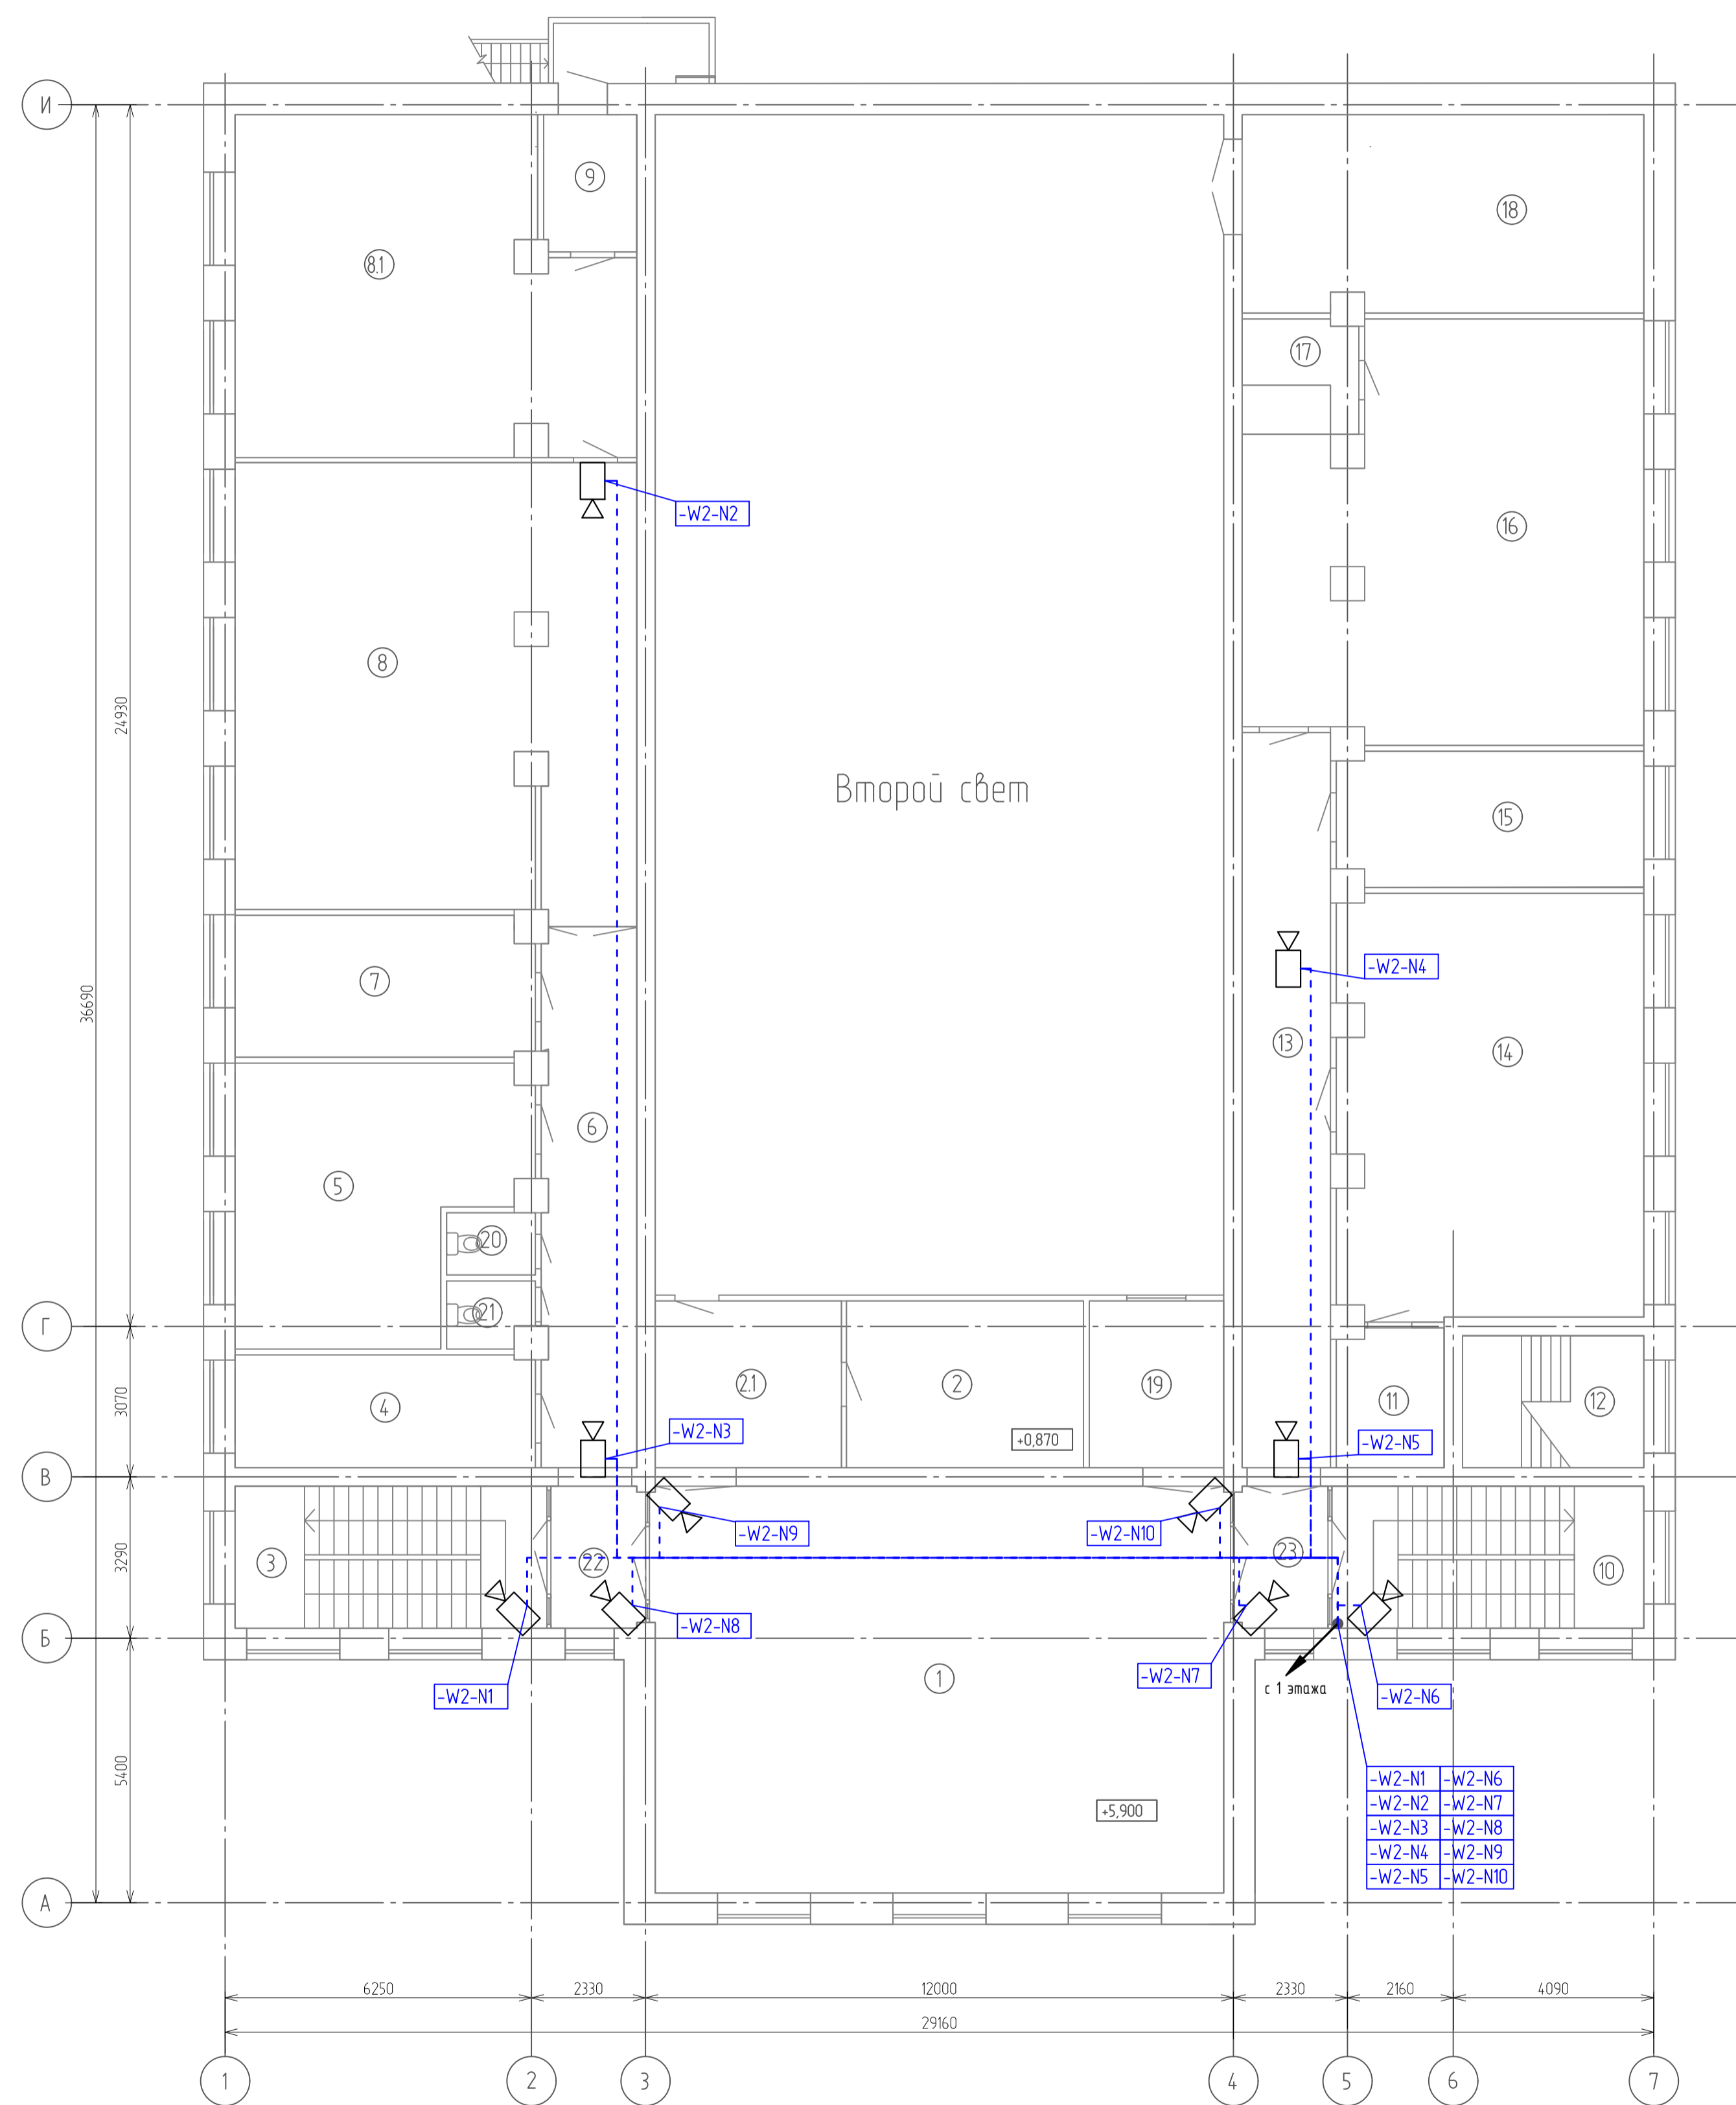 И
9
18
8.1
17
-W2-N2
16
8
24930
Второй свет
15
-W2-N4
7
36690
13
14
6
5
20
21
Г
2.1
2
19
11
12
4
3070
-W2-N3
+0,870
-W2-N5
В
-W2-N9
-W2-N10
3290
3
22
23
10
-W2-N8
Б
1
-W2-N7
с 1 этажа
-W2-N1
-W2-N6
5400
-W2-N1 -W2-N6
-W2-N2 -W2-N7
+5,900
-W2-N3 -W2-N8
-W2-N4 -W2-N9
-W2-N5 -W2-N10
А
6250 2330 12000 2330 2160 4090
29160
1 2 3 4 5 6 7